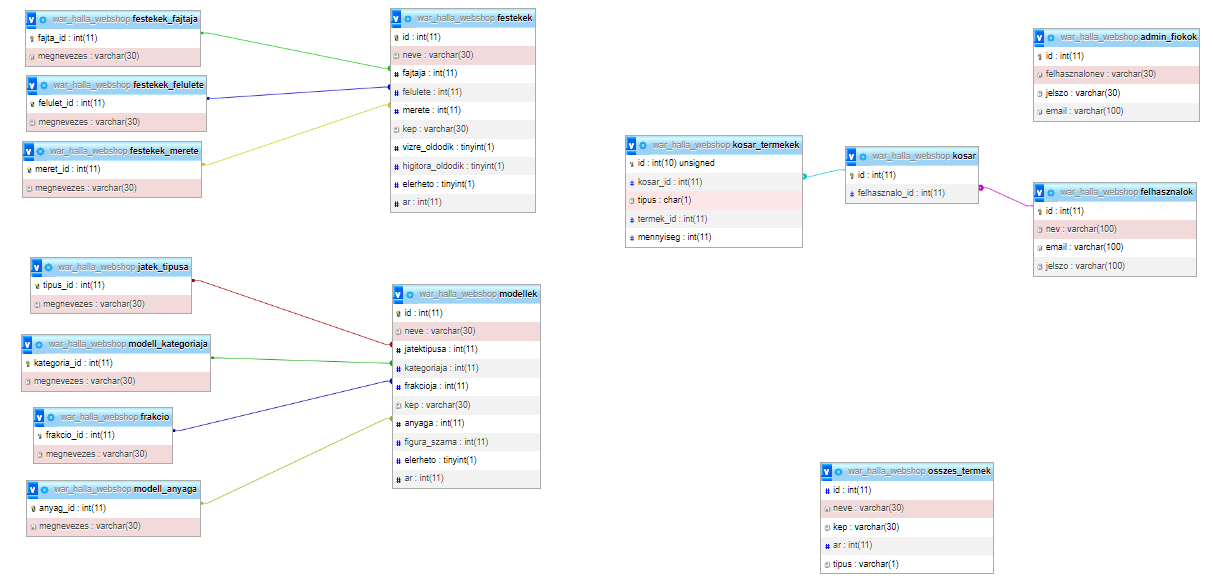 war_halla_webshop festekek_fajtaja
fajta_id : int(11)
megnevezes : varchar(30)
war_halla_webshop festekek_felulete
felulet_id : int(11)
megnevezes : varchar(30)
war_halla_webshop festekek_merete
meret_id : int(11)
megnevezes : varchar(30)
war_halla_webshop festekek
id : int(11)
neve : varchar(30)
fajtaja : int(11)
felulete : int(11)
merete : int(11)
kep : varchar(30)
vizre_oldodik : tinyint(1)
higitora_oldodik : tinyint(1)
elerheto : tinyint(1)
ar : int(11)
war_halla_webshop jatek_tipusa
tipus_id : int(11)
megnevezes : varchar(30)
war_halla_webshop modell_kategoriaja
kategoria_id : int(11)
megnevezes : varchar(30)
war_halla_webshop frakcio
frakcio_id : int(11)
megnevezes : varchar(30)
war_halla_webshop modell_anyaga
anyag_id : int(11)
megnevezes : varchar(30)
war_halla_webshop modellek
id : int(11)
neve : varchar(30)
jatektipusa : int(11)
kategoriaja : int(11)
frakcioja : int(11)
kep : varchar(30)
anyaga : int(11)
figura_szama : int(11)
elerheto : tinyint(1)
ar : int(11)
war_halla_webshop kosar_termekek
id : int(10) unsigned
kosar_id : int(11)
tipus : char(1)
termek_id : int(11)
mennyiseg : int(11)
war_halla_webshop kosar
id : int(11)
felhasznalo_id : int(11)
war_halla_webshop admin_fiokok
id : int(11)
felhasznalonev : varchar(30)
jelszo : varchar(30)
email : varchar(100)
war_halla_webshop felhasznalok
id : int(11)
nev : varchar(100)
email : varchar(100)
jelszo : varchar(100)
war_halla_webshop osszes_termek
id : int(11)
neve : varchar(30)
kep : varchar(30)
ar : int(11)
tipus : varchar(1)